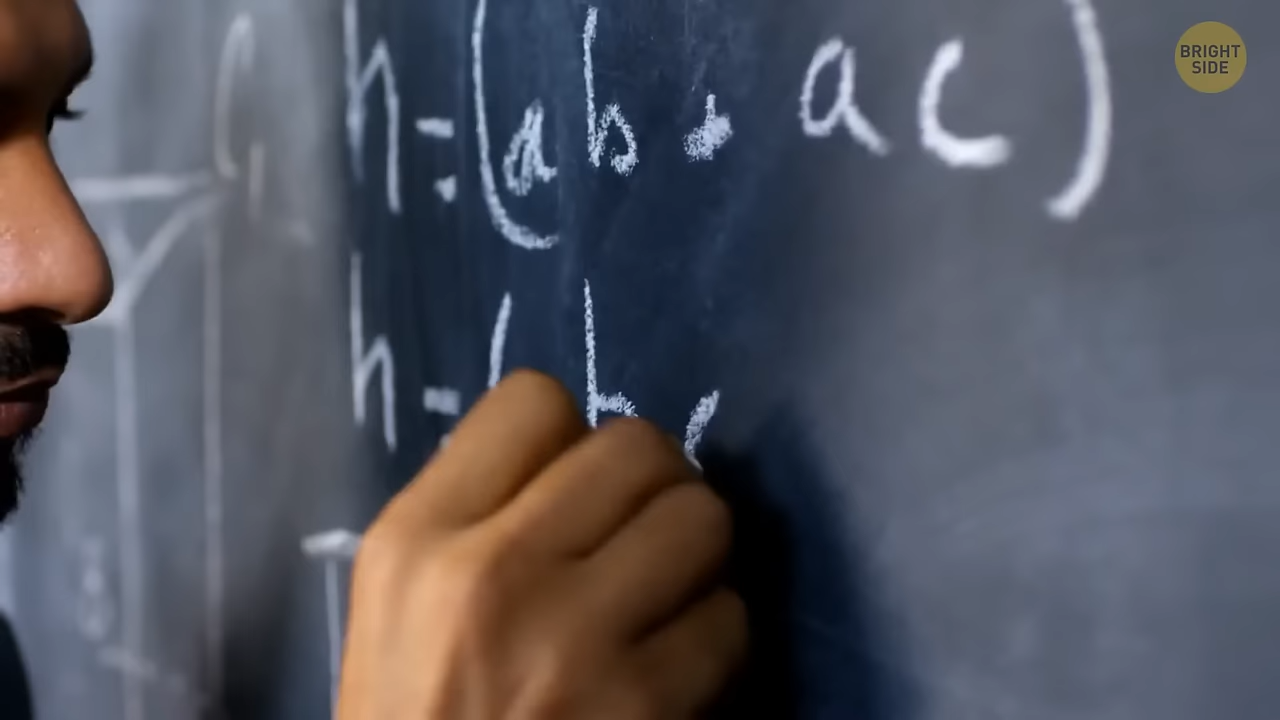 BRIGHT
SIDE
h = (ab . ac)
h = ( b